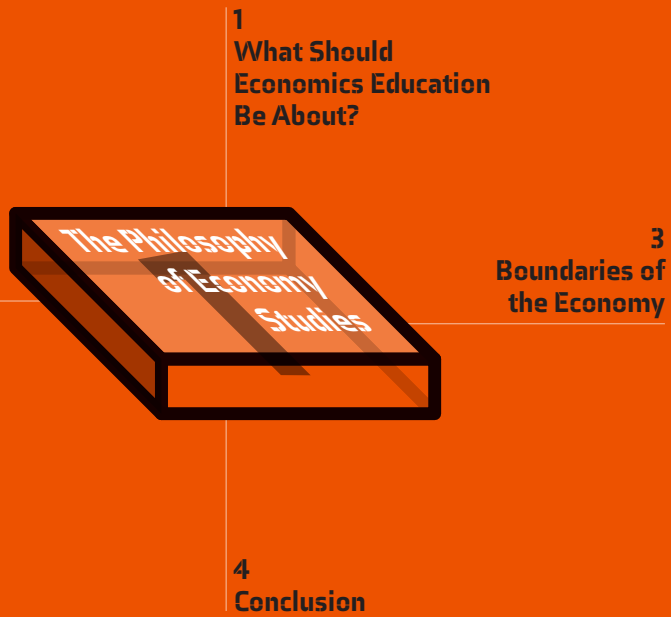 1
What Should
Economics Education
Be About?
The Philosophy
of Economy
Studies
3
Boundaries of
the Economy
4
Conclusion